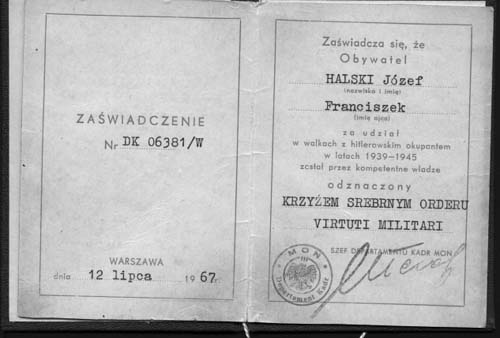 ZAŚWIADCZENIE
Nr DK 06381/W
WARSZAWA
dnia 12 lipca 1967 r.
Zaświadcza się, że
Obywatel
HALSKI Józef
(nazwisko i imię)
Franciszek
(imię ojca)
za udział
w walkach z hitlerowskim okupantem
w latach 1939-1945
został przez kompetentne władze
odznaczony
KRZYŻEM SREBRNYM ORDERU
VIRTUTI MILITARI
SZEF DEPARTAMENTU KADR MON
MON
Departament Kadr